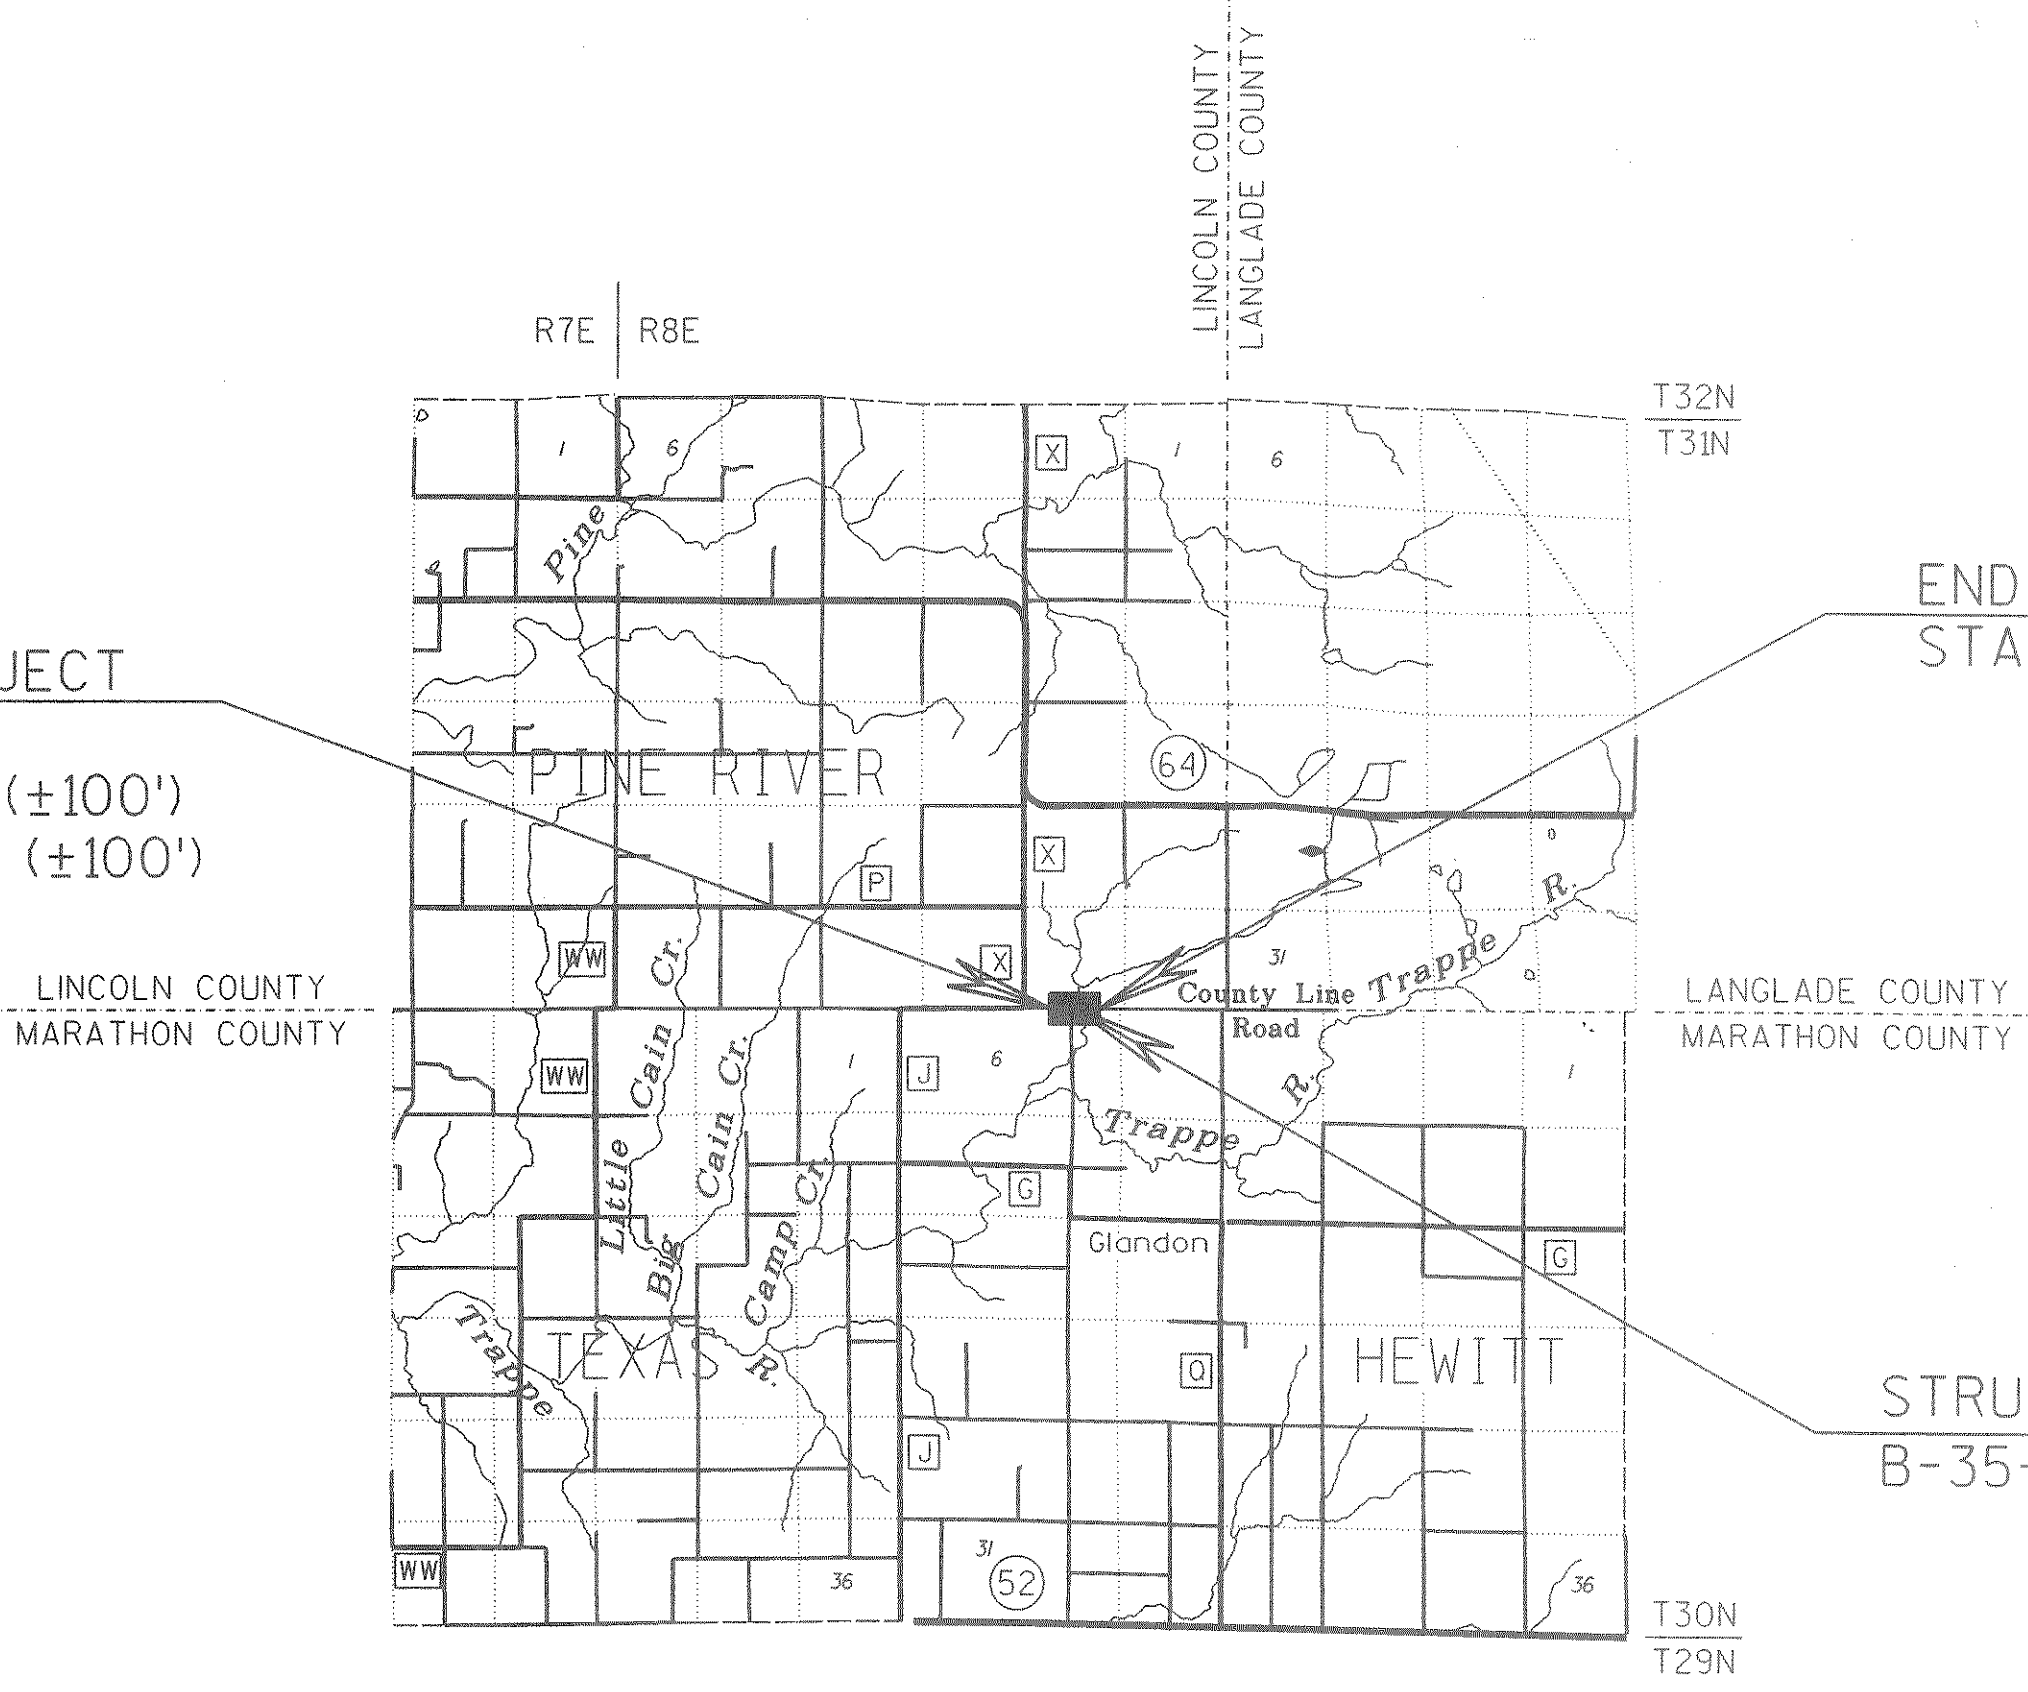 LINCOLN COUNTY
LANGLADE COUNTY
R7E
R8E
T32N
T31N
1
6
X
1
6
Pine
END
STA
JECT
PINE RIVER
64
(±100')
(±100')
X
P
R.
WW
Cr.
X
31
Trappe
LINCOLN COUNTY
MARATHON COUNTY
County Line
Road
LANGLADE COUNTY
MARATHON COUNTY
WW
Cain
Cr.
1
J
6
R.
1
Trappe
Little
Cain
Cr.
G
Glandon
G
Big
Camp
Trappe
TEXAS
R.
Q
HEWITT
STRU
B-35-
J
WW
36
31
52
36
T30N
T29N